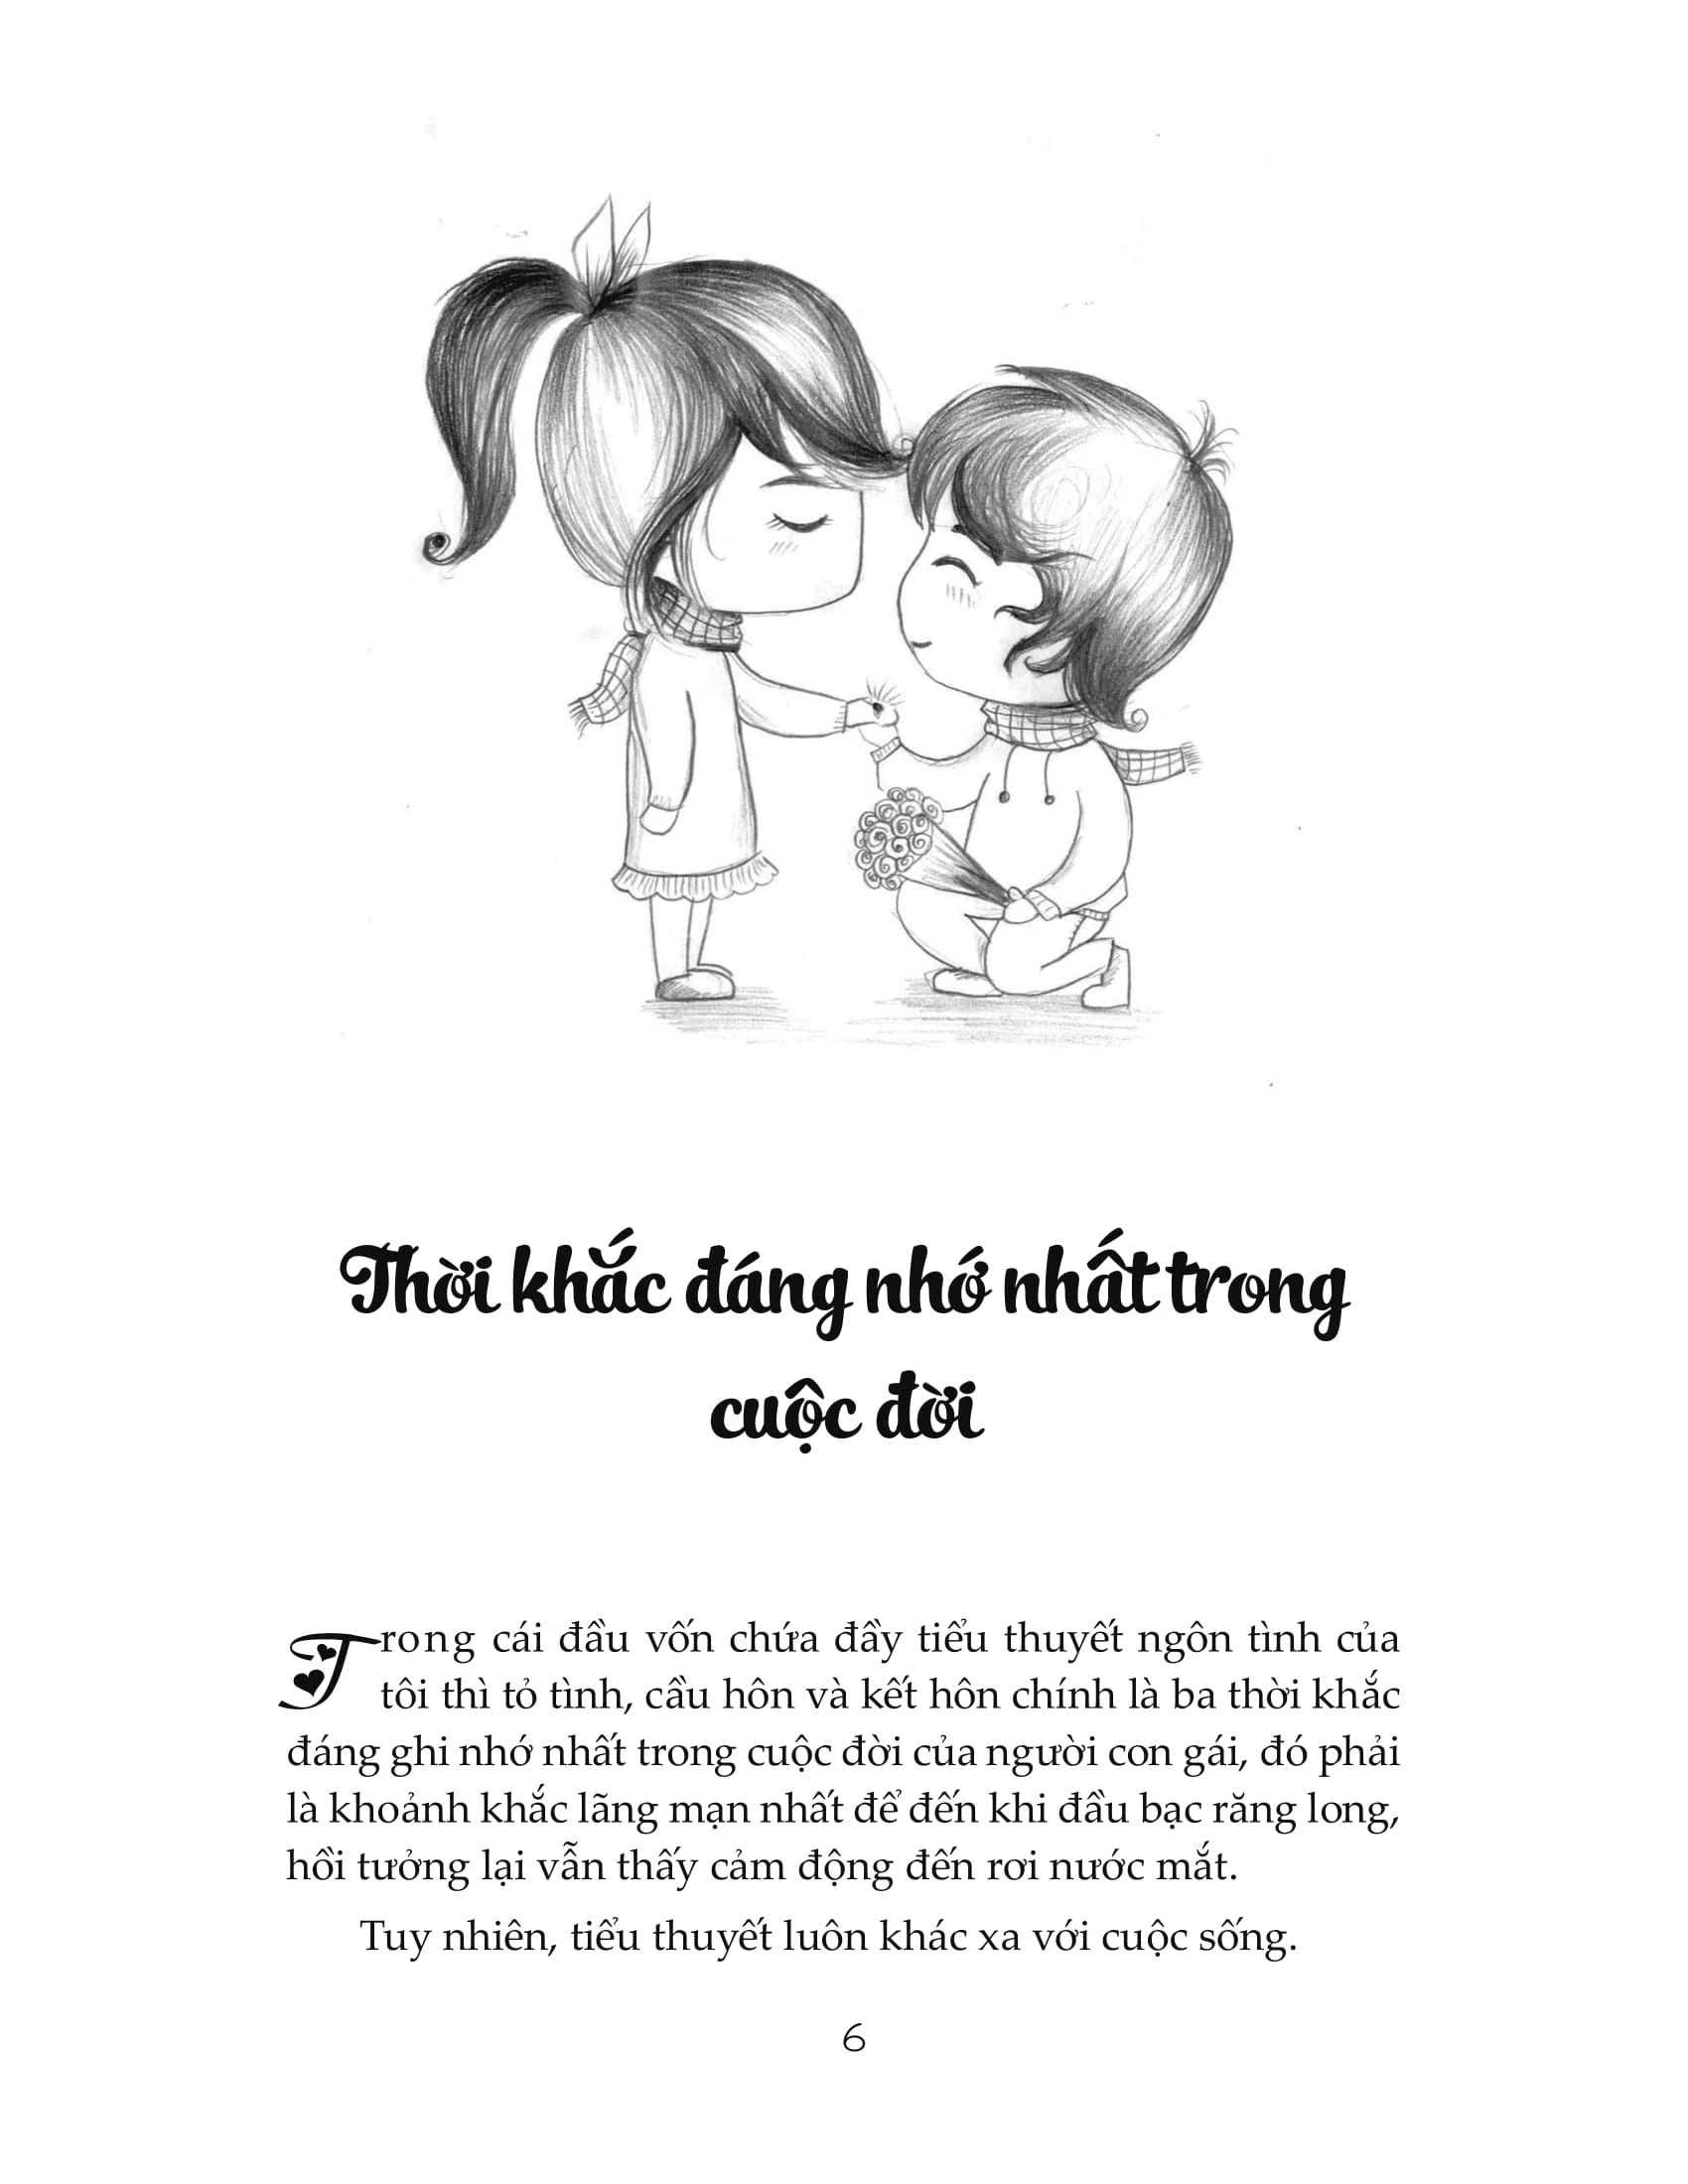 Thời khắc đáng nhớ nhất trong
cuộc đời
Trong cái đầu vốn chứa đầy tiểu thuyết ngôn tình của
tôi thì tỏ tình, cầu hôn và kết hôn chính là ba thời khắc
đáng ghi nhớ nhất trong cuộc đời của người con gái, đó phải
là khoảnh khắc lãng mạn nhất để đến khi đầu bạc răng long,
hồi tưởng lại vẫn thấy cảm động đến rơi nước mắt.
Tuy nhiên, tiểu thuyết luôn khác xa với cuộc sống.
6